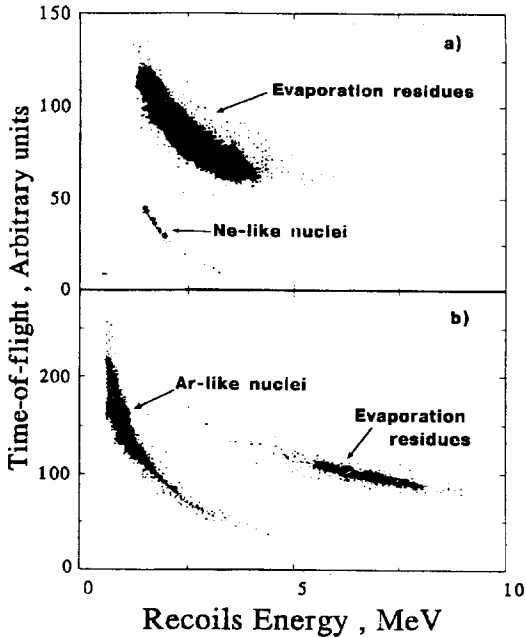 150
a)
Evaporation residues
100
50
Ne-like nuclei
0
b)
200
Ar-like nuclei
150
Evaporation
residues
100
0
Time-of-flight , Arbitrary units
0
5
10
Recoils Energy , MeV